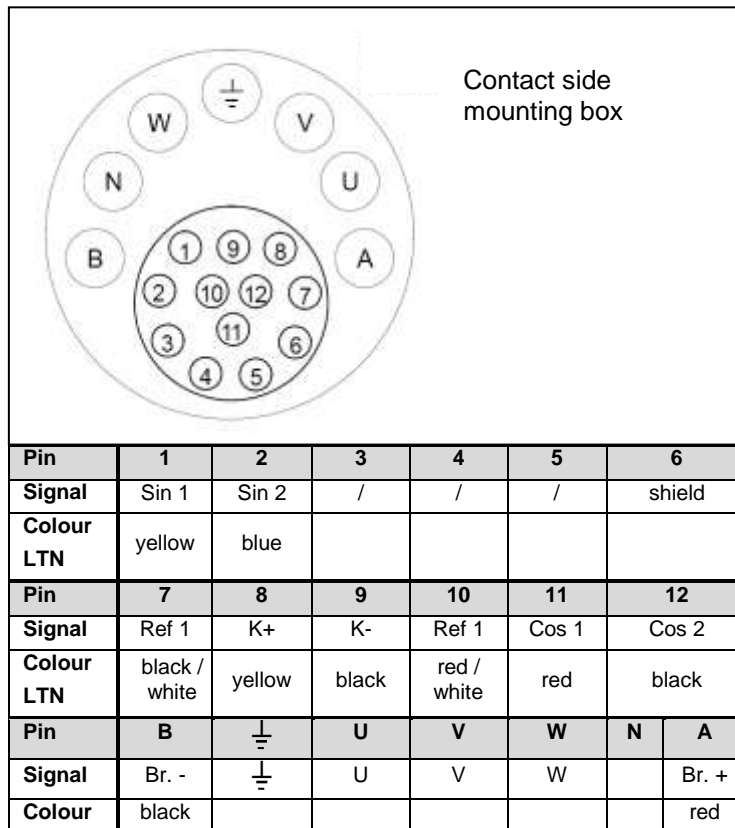 Contact side
mounting box
⏚
W V
N U
B A
1 9 8
2 10 12 7
11
3 6
4 5
Pin 1 2 3 4 5 6
Signal Sin 1 Sin 2 / / / shield
Colour
LTN yellow blue
Pin 7 8 9 10 11 12
Signal Ref 1 K+ K- Ref 1 Cos 1 Cos 2
Colour
LTN black / white yellow black red / white red black
Pin B ⏚ U V W N A
Signal Br. - ⏚ U V W Br. +
Colour black red